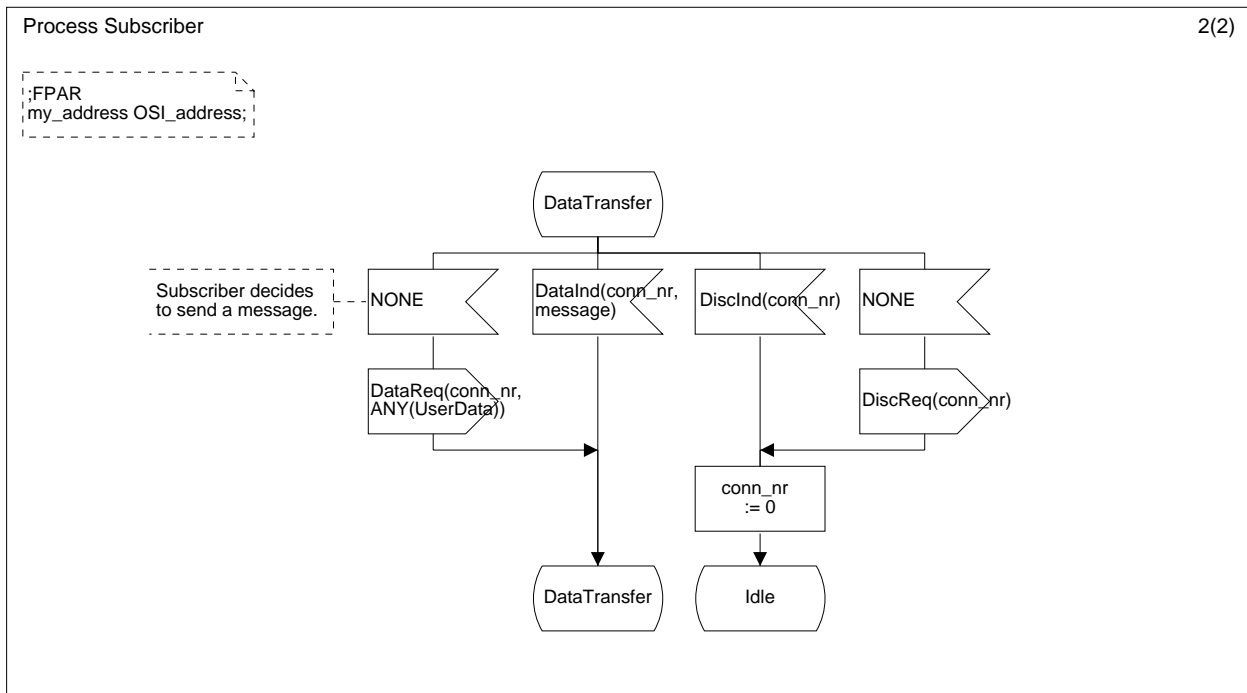 Process Subscriber
2(2)
;FPAR
my_address OSI_address;
DataTransfer
Subscriber decides
to send a message.
NONE
DataInd(conn_nr,
message)
DiscInd(conn_nr)
NONE
DataReq(conn_nr,
ANY(UserData))
DiscReq(conn_nr)
conn_nr
:= 0
DataTransfer
Idle